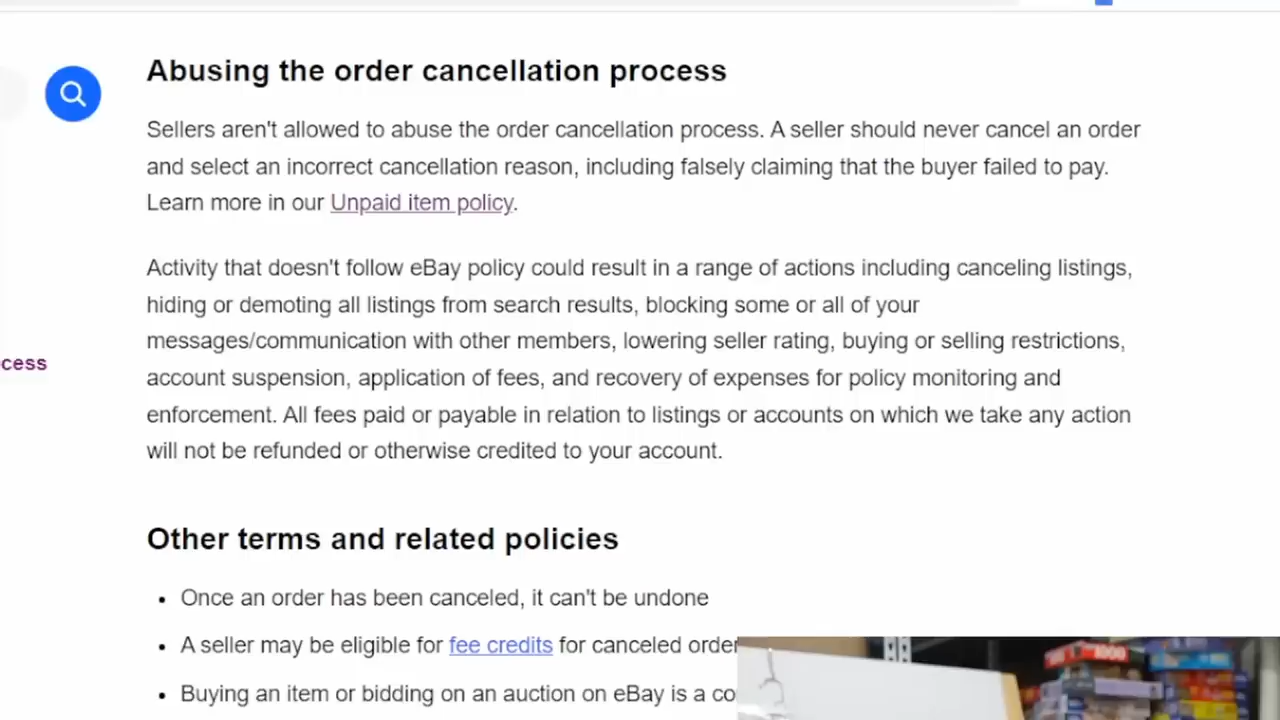 Abusing the order cancellation process
Sellers aren't allowed to abuse the order cancellation process. A seller should never cancel an order
and select an incorrect cancellation reason, including falsely claiming that the buyer failed to pay.
Learn more in our Unpaid item policy.
Activity that doesn't follow eBay policy could result in a range of actions including canceling listings,
hiding or demoting all listings from search results, blocking some or all of your
messages/communication with other members, lowering seller rating, buying or selling restrictions,
cess
account suspension, application of fees, and recovery of expenses for policy monitoring and
enforcement. All fees paid or payable in relation to listings or accounts on which we take any action
will not be refunded or otherwise credited to your account.
Other terms and related policies
• Once an order has been canceled, it can't be undone
• A seller may be eligible for fee credits for canceled order
• Buying an item or bidding on an auction on eBay is a co
1000